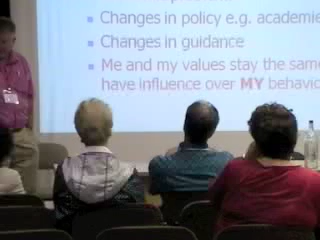 Changes in policy e.g. academie
Changes in guidance
Me and my values stay the same
have influence over MY behavio